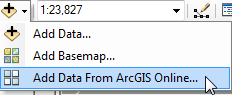 1:23,827
Add Data...
Add Basemap...
Add Data From ArcGIS Online...